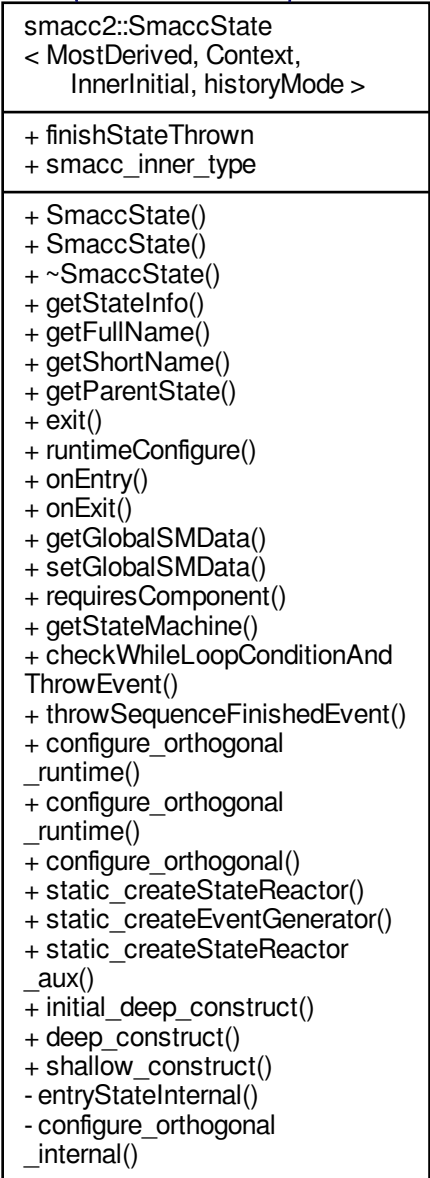 smacc2::SmaccState
< MostDerived, Context,
InnerInitial, historyMode >
+ finishStateThrown
+ smacc_inner_type
+ SmaccState()
+ SmaccState()
+ ~SmaccState()
+ getStateInfo()
+ getFullName()
+ getShortName()
+ getParentState()
+ exit()
+ runtimeConfigure()
+ onEntry()
+ onExit()
+ getGlobalSMData()
+ setGlobalSMData()
+ requiresComponent()
+ getStateMachine()
+ checkWhileLoopConditionAnd
ThrowEvent()
+ throwSequenceFinishedEvent()
+ configure_orthogonal
_runtime()
+ configure_orthogonal
_runtime()
+ configure_orthogonal()
+ static_createStateReactor()
+ static_createEventGenerator()
+ static_createStateReactor
_aux()
+ initial_deep_construct()
+ deep_construct()
+ shallow_construct()
- entryStateInternal()
- configure_orthogonal
_internal()